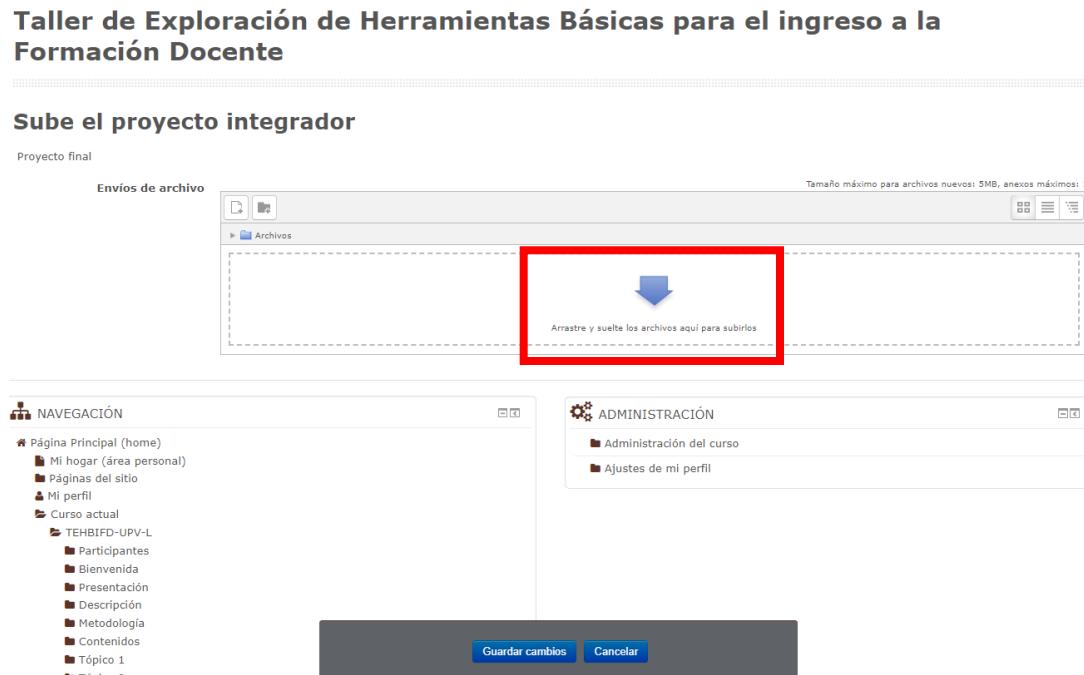 Taller de Exploración de Herramientas Básicas para el ingreso a la
Formación Docente
Sube el proyecto integrador
Proyecto final
Envíos de archivo
Tamaño máximo para archivos nuevos: 5MB, anexos máximos:
Archivos
Arrastre y suelte los archivos aquí para subirlos
NAVEGACIÓN
Página Principal (home)
Mi hogar (área personal)
Páginas del sitio
Mi perfil
Curso actual
TEHBIFD-UPV-L
Participantes
Bienvenida
Presentación
Descripción
Metodología
Contenidos
Tópico 1
ADMINISTRACIÓN
Administración del curso
Ajustes de mi perfil
Guardar cambios
Cancelar